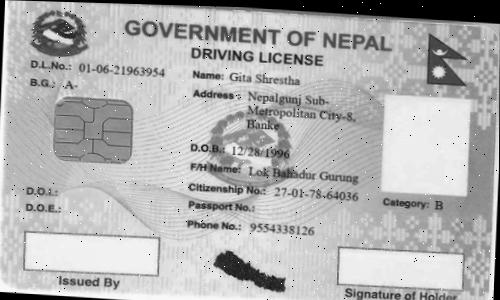 GOVERNMENT OF NEPAL
DRIVING LICENSE
D.L.No.: 01-06-21963954
B.G.: A-
Name: Gita Shrestha
Address : Nepalgunj Sub-
Metropolitan City-8,
Banke
D.O.B.: 12/28/1996
F/H Name: Lok Bahadur Gurung
Citizenship No.: 27-01-78-64036
Passport No.:
Phone No.: 9554338126
D.O.I.:
D.O.E.:
Category: B
Issued By
Signature of Holder